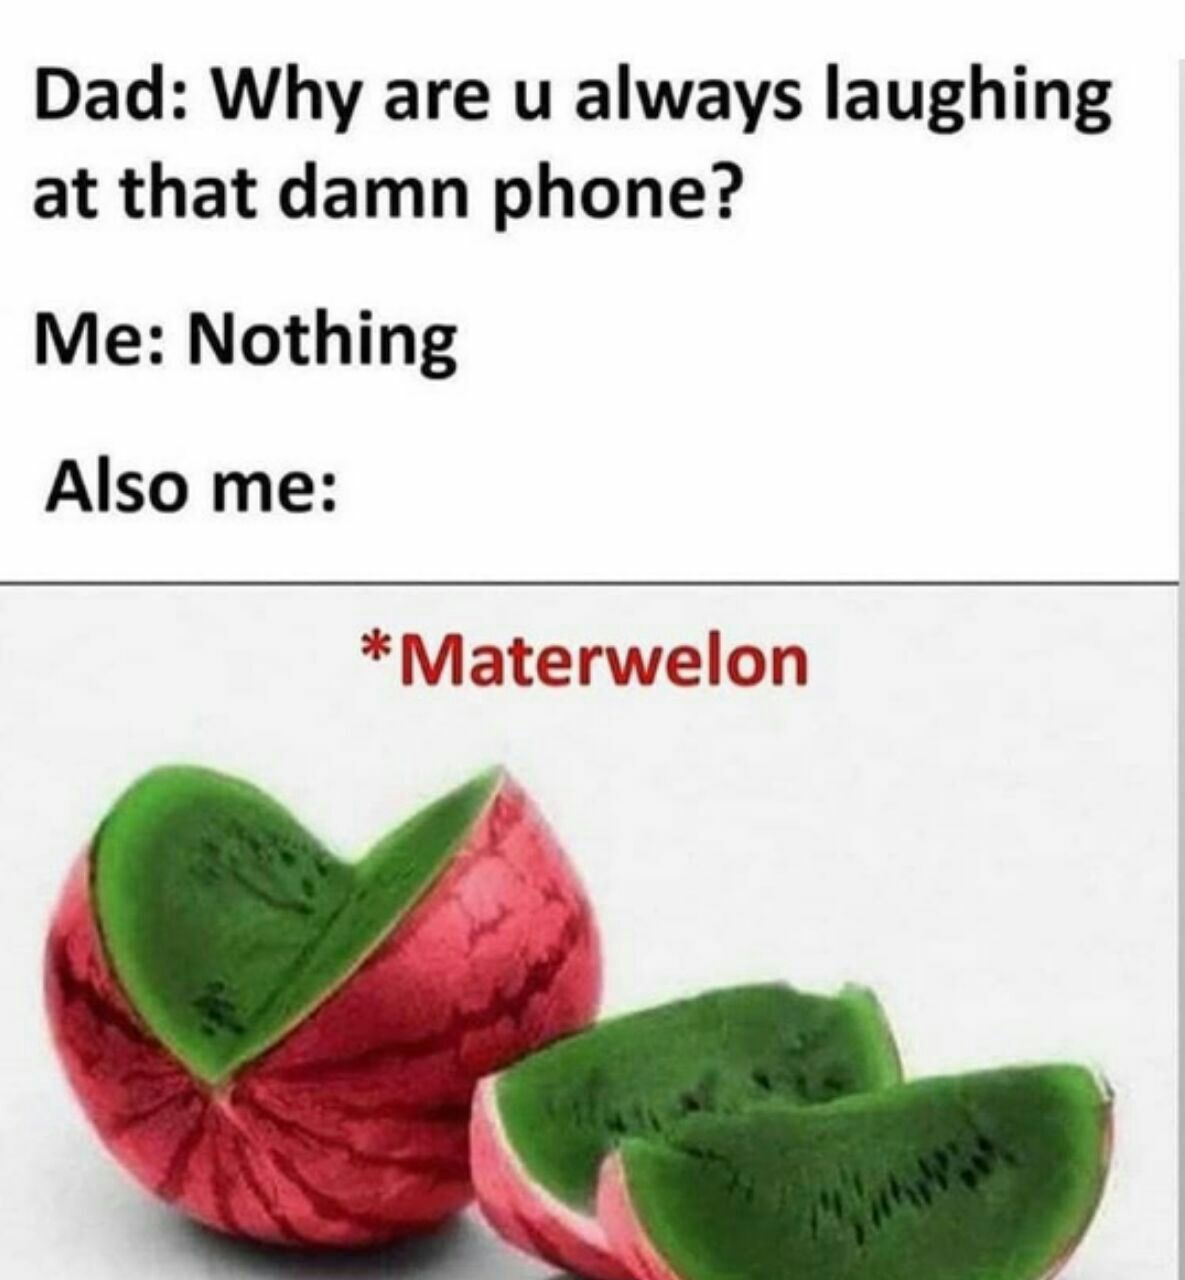 Dad: Why are u always laughing
at that damn phone?
Me: Nothing
Also me:
*Materwelon